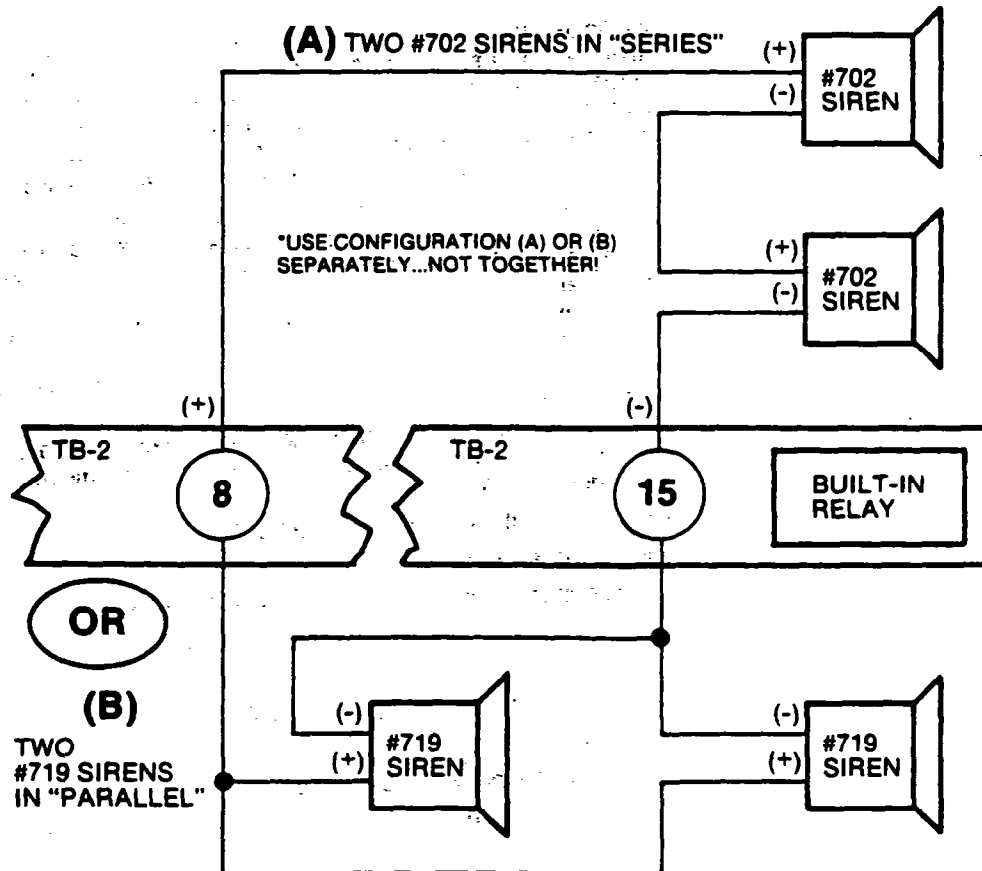 (A) TWO #702 SIRENS IN "SERIES"
(+)
(-)
#702
SIREN
*USE CONFIGURATION (A) OR (B)
SEPARATELY...NOT TOGETHER!
(+)
(-)
#702
SIREN
(+)
(-)
TB-2
8
TB-2
15
BUILT-IN
RELAY
OR
(B)
TWO
#719 SIRENS
IN "PARALLEL"
(-)
(+)
#719
SIREN
(-)
(+)
#719
SIREN